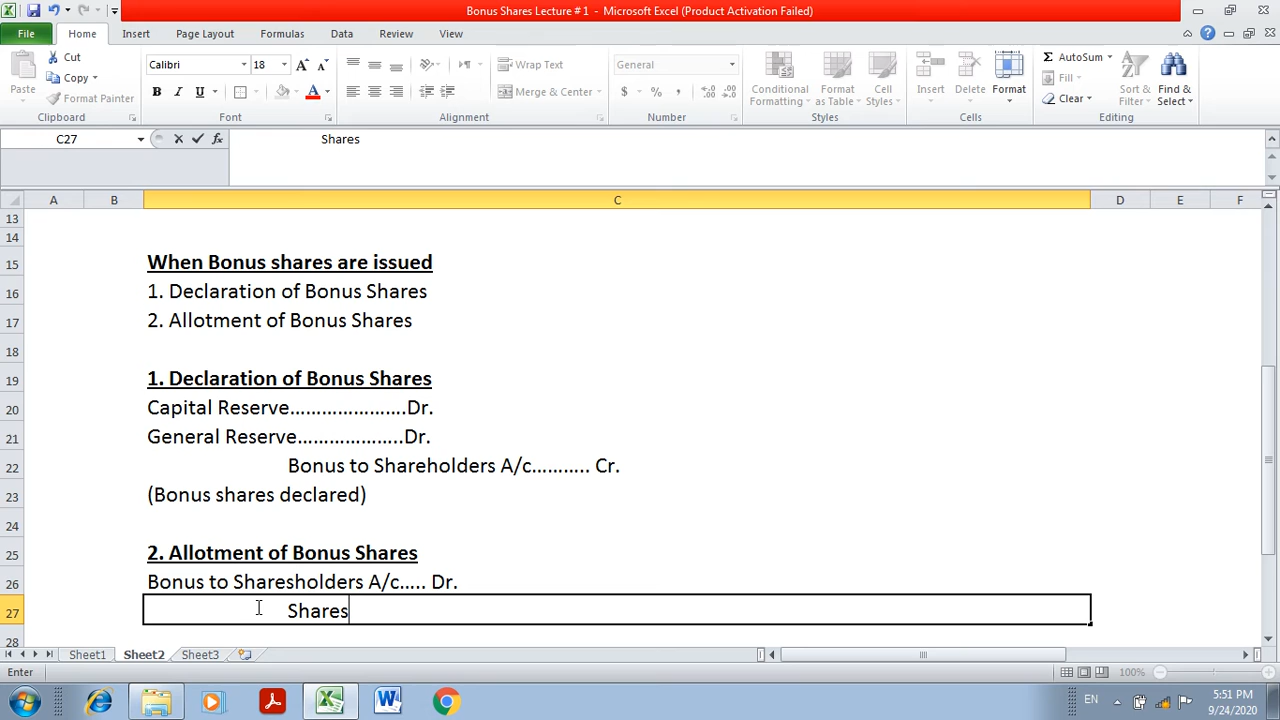 Bonus Shares Lecture # 1 - Microsoft Excel (Product Activation Failed)
File Home Insert Page Layout Formulas Data Review View
Paste Cut Copy Format Painter Clipboard
Calibri 18 B I U Font
Wrap Text Merge & Center Alignment
General $ % , Number
Conditional Formatting Format as Table Cell Styles Styles
Insert Delete Format Cells
AutoSum Fill Clear Sort & Filter Find & Select Editing
C27 fx Shares
A B C D E F
13
14
15 When Bonus shares are issued
16 1. Declaration of Bonus Shares
17 2. Allotment of Bonus Shares
18
19 1. Declaration of Bonus Shares
20 Capital Reserve………………….Dr.
21 General Reserve………………..Dr.
22 Bonus to Shareholders A/c……….. Cr.
23 (Bonus shares declared)
24
25 2. Allotment of Bonus Shares
26 Bonus to Sharesholders A/c….. Dr.
27 Shares
28
Sheet1 Sheet2 Sheet3
Enter 100%
EN 5:51 PM
9/24/2020